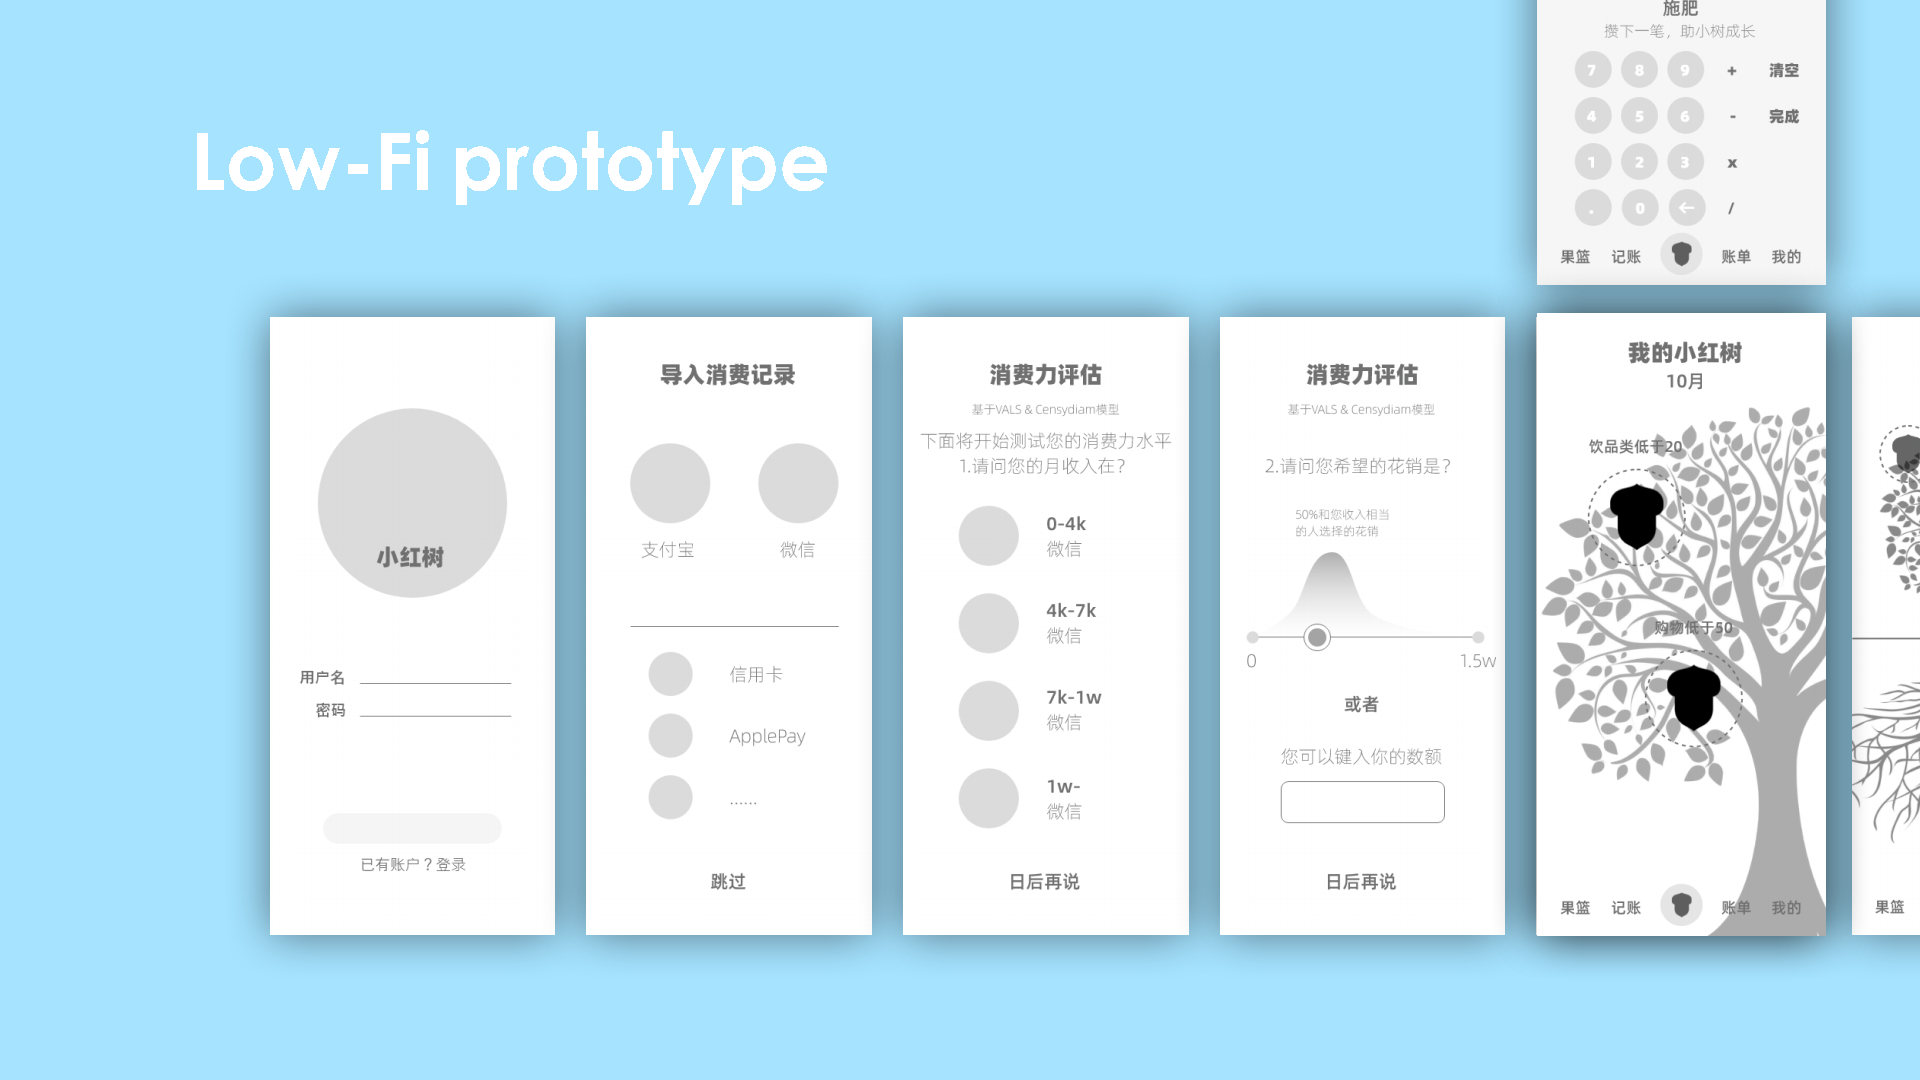 Low-Fi prototype
施肥
攒下一笔，助小树成长
7 8 9 + 清空
4 5 6 - 完成
1 2 3 x
. 0 ← /
果篮 记账 账单 我的
小红树
用户名
密码
已有账户？登录
导入消费记录
支付宝 微信
信用卡
ApplePay
......
跳过
消费力评估
基于VALS & Censydiam模型
下面将开始测试您的消费力水平
1.请问您的月收入在？
0-4k
微信
4k-7k
微信
7k-1w
微信
1w-
微信
日后再说
消费力评估
基于VALS & Censydiam模型
2.请问您希望的花销是？
50%和您收入相当
的人选择的花销
0 1.5w
或者
您可以键入你的数额
日后再说
我的小红树
10月
饮品类低于20
购物低于50
果篮 记账 账单 我的
果篮